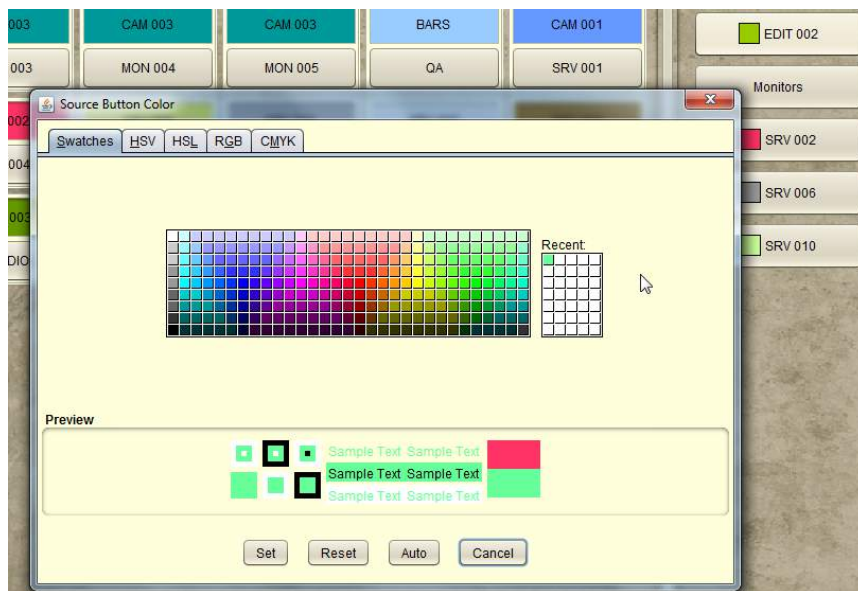 003 CAM 003 CAM 003 BARS CAM 001
EDIT 002
003 MON 004 MON 005 QA SRV 001
Monitors
Source Button Color
002
Swatches HSV HSL RGB CMYK
SRV 002
004
SRV 006
003
Recent:
SRV 010
DIO
Preview
Sample Text Sample Text
Sample Text Sample Text
Sample Text Sample Text
Set Reset Auto Cancel